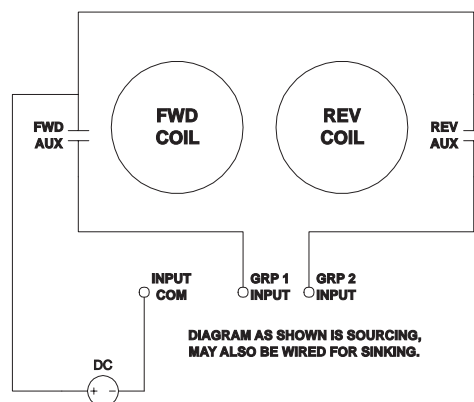 FWD
COIL
REV
COIL
FWD
AUX
REV
AUX
INPUT
COM
GRP 1
INPUT
GRP 2
INPUT
DIAGRAM AS SHOWN IS SOURCING,
MAY ALSO BE WIRED FOR SINKING.
DC
+ -